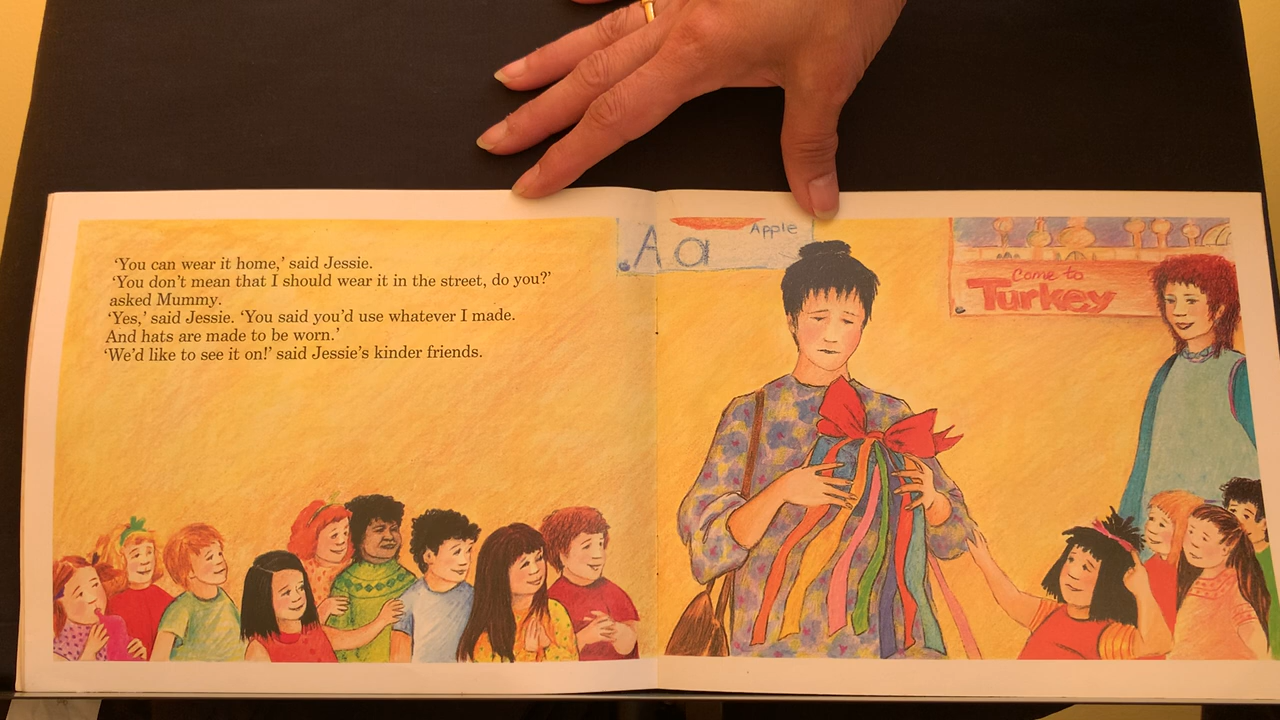 ‘You can wear it home,’ said Jessie.
‘You don’t mean that I should wear it in the street, do you?’
asked Mummy.
‘Yes,’ said Jessie. ‘You said you’d use whatever I made.
And hats are made to be worn.’
‘We’d like to see it on!’ said Jessie’s kinder friends.
Aa
Apple
Come to
Turkey